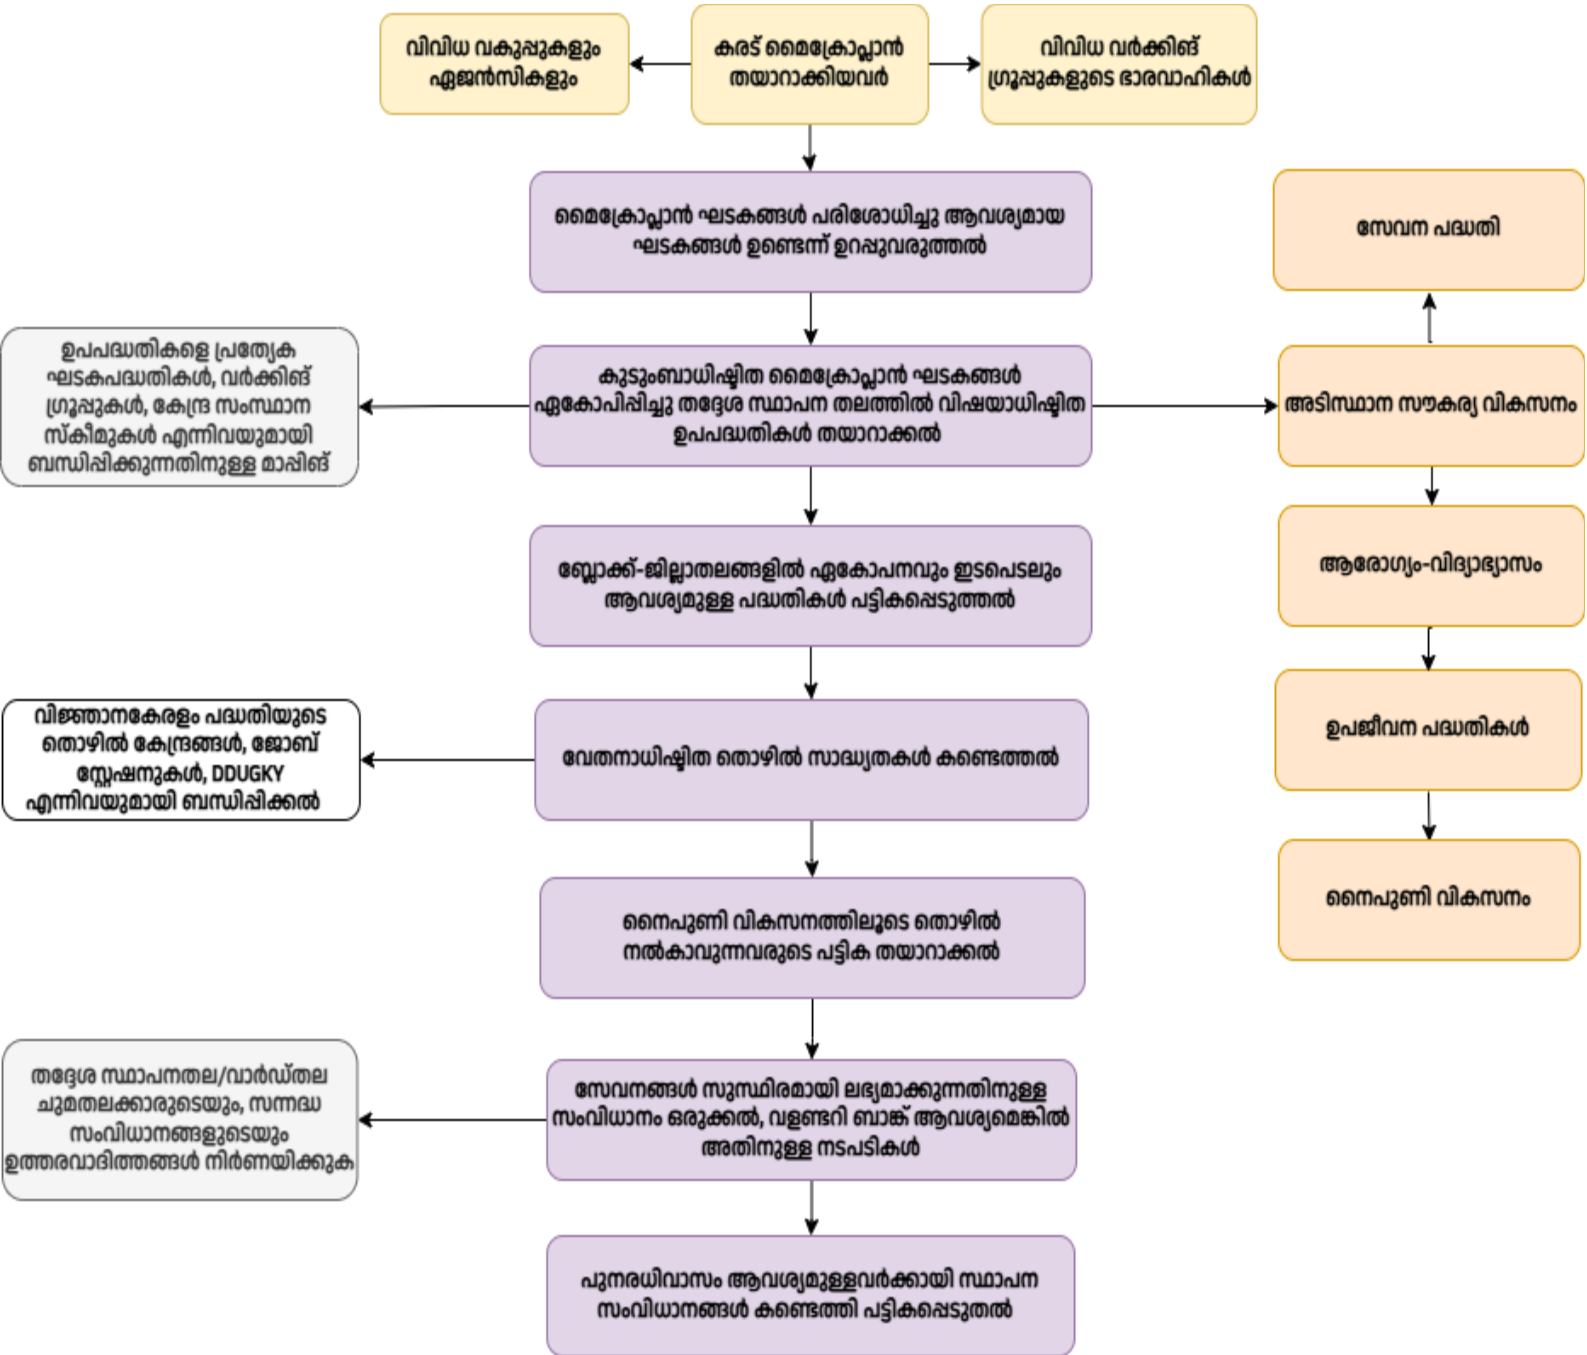 വിവിധ വകുപ്പുകളും
ഏജൻസികളും
കരട് മൈക്രോപ്ലാൻ
തയാറാക്കിയവർ
വിവിധ വർക്കിങ്
ഗ്രൂപ്പുകളുടെ ഭാരവാഹികൾ
മൈക്രോപ്ലാൻ ഘടകങ്ങൾ പരിശോധിച്ചു ആവശ്യമായ
ഘടകങ്ങൾ ഉണ്ടെന്ന് ഉറപ്പുവരുത്തൽ
സേവന പദ്ധതി
ഉപപദ്ധതികളെ പ്രത്യേക
ഘടകപദ്ധതികൾ, വർക്കിങ്
ഗ്രൂപ്പുകൾ, കേന്ദ്ര സംസ്ഥാന
സ്കീമുകൾ എന്നിവയുമായി
ബന്ധിപ്പിക്കുന്നതിനുള്ള മാപ്പിങ്
കുടുംബാധിഷ്ടിത മൈക്രോപ്ലാൻ ഘടകങ്ങൾ
ഏകോപിപ്പിച്ചു തദ്ദേശ സ്ഥാപന തലത്തിൽ വിഷയാധിഷ്ടിത
ഉപപദ്ധതികൾ തയാറാക്കൽ
അടിസ്ഥാന സൗകര്യ വികസനം
ബ്ലോക്ക്-ജില്ലാതലങ്ങളിൽ ഏകോപനവും ഇടപെടലും
ആവശ്യമുള്ള പദ്ധതികൾ പട്ടികപ്പെടുത്തൽ
ആരോഗ്യം-വിദ്യാഭ്യാസം
വിജ്ഞാനകേരളം പദ്ധതിയുടെ
തൊഴിൽ കേന്ദ്രങ്ങൾ, ജോബ്
സ്റ്റേഷനുകൾ, DDUGKY
എന്നിവയുമായി ബന്ധിപ്പിക്കൽ
വേതനാധിഷ്ടിത തൊഴിൽ സാദ്ധ്യതകൾ കണ്ടെത്തൽ
ഉപജീവന പദ്ധതികൾ
നൈപുണി വികസനത്തിലൂടെ തൊഴിൽ
നൽകാവുന്നവരുടെ പട്ടിക തയാറാക്കൽ
നൈപുണി വികസനം
തദ്ദേശ സ്ഥാപനതല/വാർഡ്തല
ചുമതലക്കാരുടെയും, സന്നദ്ധ
സംവിധാനങ്ങളുടെയും
ഉത്തരവാദിത്തങ്ങൾ നിർണയിക്കുക
സേവനങ്ങൾ സുസ്ഥിരമായി ലഭ്യമാക്കുന്നതിനുള്ള
സംവിധാനം ഒരുക്കൽ, വളണ്ടറി ബാങ്ക് ആവശ്യമെങ്കിൽ
അതിനുള്ള നടപടികൾ
പുനരധിവാസം ആവശ്യമുള്ളവർക്കായി സ്ഥാപന
സംവിധാനങ്ങൾ കണ്ടെത്തി പട്ടികപ്പെടുതൽ